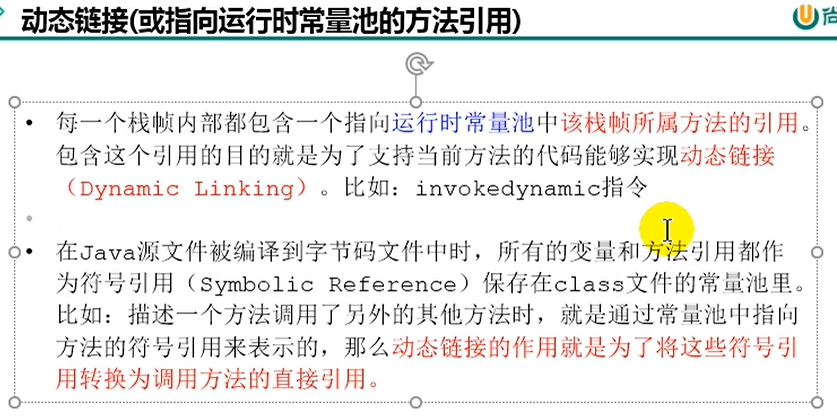 动态链接(或指向运行时常量池的方法引用)
尚
• 每一个栈帧内部都包含一个指向运行时常量池中该栈帧所属方法的引用。
包含这个引用的目的就是为了支持当前方法的代码能够实现动态链接
（Dynamic Linking）。比如：invokedynamic指令
• 在Java源文件被编译到字节码文件中时，所有的变量和方法引用都作
为符号引用（Symbolic Reference）保存在class文件的常量池里。
比如：描述一个方法调用了另外的其他方法时，就是通过常量池中指向
方法的符号引用来表示的，那么动态链接的作用就是为了将这些符号引
用转换为调用方法的直接引用。